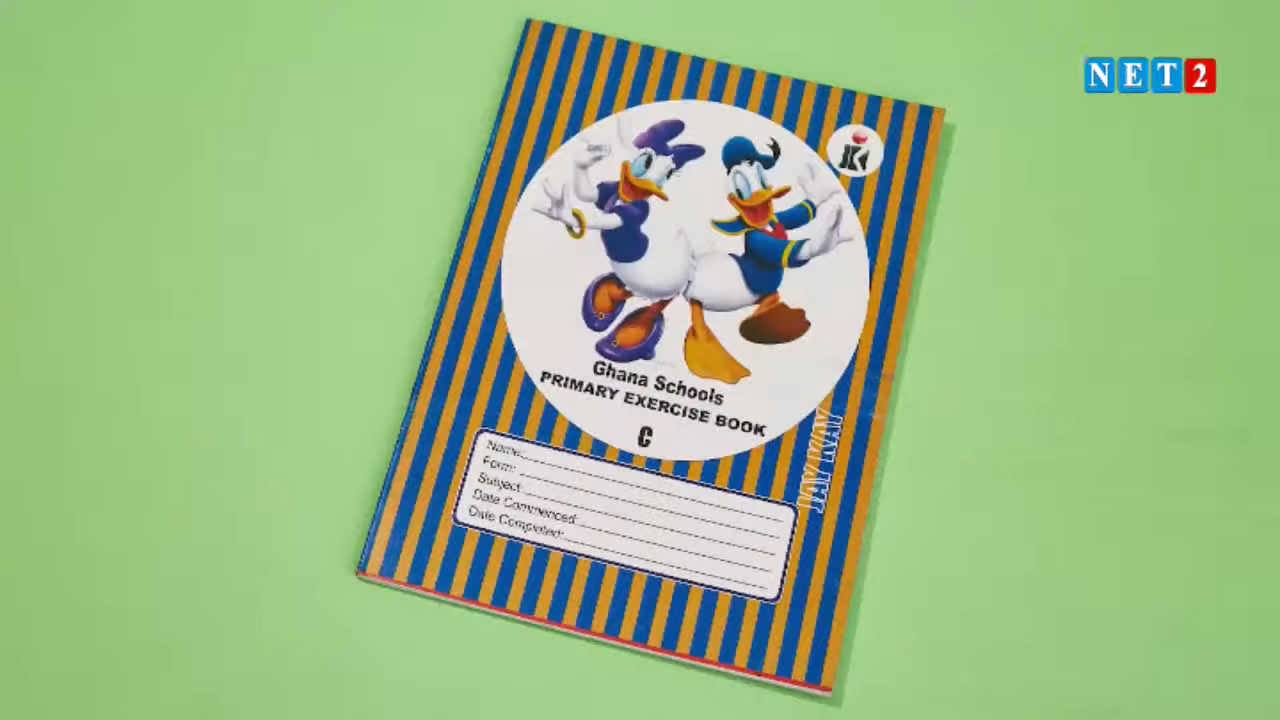 NET2
K
Ghana Schools
PRIMARY EXERCISE BOOK
C
JAY KAY
Name:
Form:
Subject:
Date Commenced:
Date Completed: